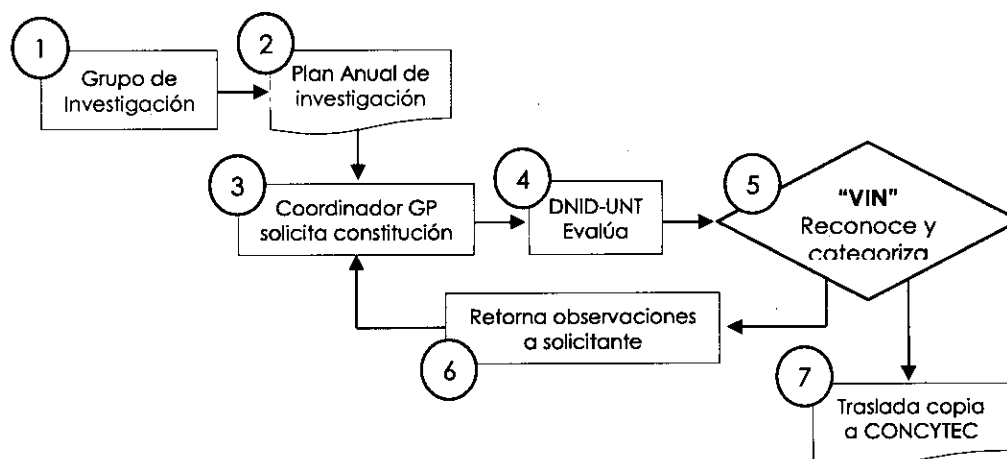 1
Grupo de
Investigación
2
Plan Anual de
investigación
3
Coordinador GP
solicita constitución
4
DNID-UNT
Evalúa
5
“VIN”
Reconoce y
categoriza
Retorna observaciones
a solicitante
6
7
Traslada copia
a CONCYTEC